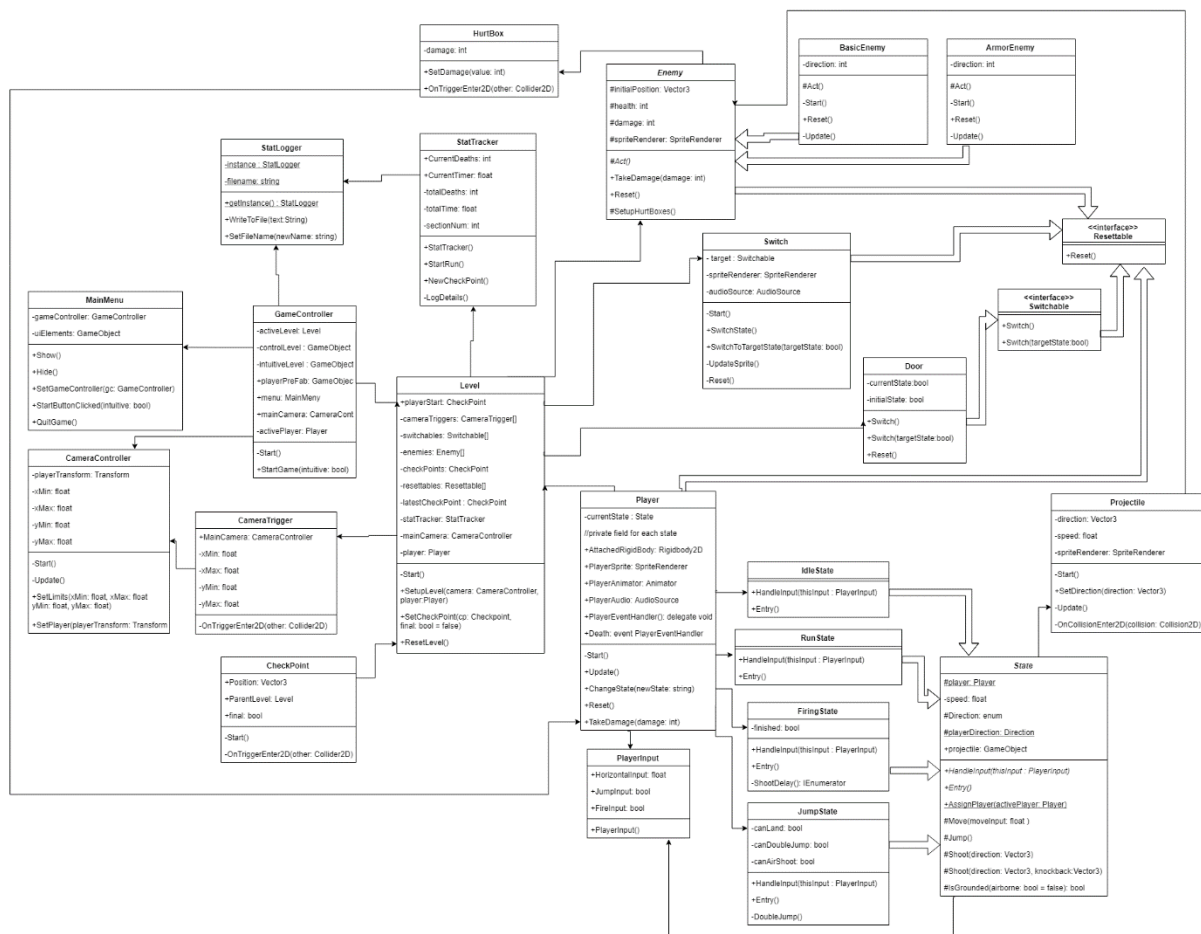 HurtBox
-damage: int
+SetDamage(value: int)
+OnTriggerEnter2D(other: Collider2D)
Enemy
#initialPosition: Vector3
#health: int
#damage: int
#spriteRenderer: SpriteRenderer
#Act()
+TakeDamage(damage: int)
+Reset()
#SetupHurtBoxes()
BasicEnemy
-direction: int
#Act()
-Start()
+Reset()
-Update()
ArmorEnemy
-direction: int
#Act()
-Start()
+Reset()
-Update()
StatLogger
-instance : StatLogger
-filename: string
+getInstance() : StatLogger
+WriteToFile(text:String)
+SetFileName(newName: string)
StatTracker
+CurrentDeaths: int
+CurrentTimer: float
-totalDeaths: int
-totalTime: float
-sectionNum: int
+StatTracker()
+StartRun()
+NewCheckPoint()
-LogDetails()
Switch
- target : Switchable
-spriteRenderer: SpriteRenderer
-audioSource: AudioSource
-Start()
+SwitchState()
+SwitchToTargetState(targetState: bool)
-UpdateSprite()
-Reset()
<<interface>>
Resettable
+Reset()
<<interface>>
Switchable
+Switch()
+Switch(targetState:bool)
MainMenu
-gameController: GameController
-uiElements: GameObject
+Show()
+Hide()
+SetGameController(gc: GameController)
+StartButtonClicked(intuitive: bool)
+QuitGame()
GameController
-activeLevel: Level
-controlLevel : GameObject
-intuitiveLevel : GameObject
+playerPreFab: GameObjec
+menu: MainMeny
+mainCamera: CameraCont
-activePlayer: Player
-Start()
+StartGame(intuitive: bool)
Level
+playerStart: CheckPoint
-cameraTriggers: CameraTrigger[]
-switchables: Switchable[]
-enemies: Enemy[]
-checkPoints: CheckPoint
-resettables: Resettable[]
-latestCheckPoint : CheckPoint
-statTracker: StatTracker
-mainCamera: CameraController
-player: Player
-Start()
+SetupLevel(camera: CameraController,
player:Player)
+SetCheckPoint(cp: Checkpoint,
final: bool = false)
+ResetLevel()
Door
-currentState:bool
-initialState: bool
+Switch()
+Switch(targetState:bool)
+Reset()
CameraController
-playerTransform: Transform
-xMin: float
-xMax: float
-yMin: float
-yMax: float
-Start()
-Update()
+SetLimits(xMin: float, xMax: float
yMin: float, yMax: float)
+SetPlayer(playerTransform: Transform
CameraTrigger
+MainCamera: CameraController
-xMin: float
-xMax: float
-yMin: float
-yMax: float
-OnTriggerEnter2D(other: Collider2D)
CheckPoint
+Position: Vector3
+ParentLevel: Level
+final: bool
-Start()
-OnTriggerEnter2D(other: Collider2D)
Player
-currentState : State
//private field for each state
+AttachedRigidBody: Rigidbody2D
+PlayerSprite: SpriteRenderer
+PlayerAnimator: Animator
+PlayerAudio: AudioSource
+PlayerEventHandler(): delegate void
+Death: event PlayerEventHandler
-Start()
+Update()
+ChangeState(newState: string)
+Reset()
+TakeDamage(damage: int)
PlayerInput
+HorizontalInput: float
+JumpInput: bool
+FireInput: bool
+PlayerInput()
IdleState
+HandleInput(thisInput : PlayerInput)
+Entry()
RunState
+HandleInput(thisInput : PlayerInput)
+Entry()
FiringState
-finished: bool
+HandleInput(thisInput: PlayerInput)
+Entry()
-ShootDelay(): IEnumerator
JumpState
-canLand: bool
-canDoubleJump: bool
-canAirShoot: bool
+HandleInput(thisInput : PlayerInput)
+Entry()
-DoubleJump()
Projectile
-direction: Vector3
-speed: float
-spriteRenderer: SpriteRenderer
-Start()
+SetDirection(direction: Vector3)
-Update()
-OnCollisionEnter2D(collision: Collision2D)
State
#player: Player
-speed: float
#Direction: enum
#playerDirection: Direction
+projectile: GameObject
+HandleInput(thisInput : PlayerInput)
+Entry()
+AssignPlayer(activePlayer: Player)
#Move(moveInput: float )
#Jump()
#Shoot(direction: Vector3)
#Shoot(direction: Vector3, knockback:Vector3)
#IsGrounded(airborne: bool = false): bool